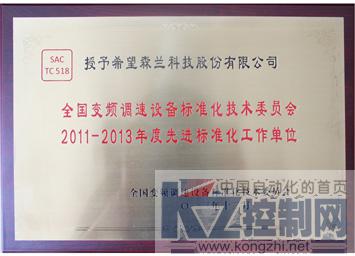 SAC
TC518
授予希望森兰科技股份有限公司
全国变频调速设备标准化技术委员会
2011-2013年度先进标准化工作单位
全国变频调速设备
中国自动化的首页
控制网
www.kongzhi.net